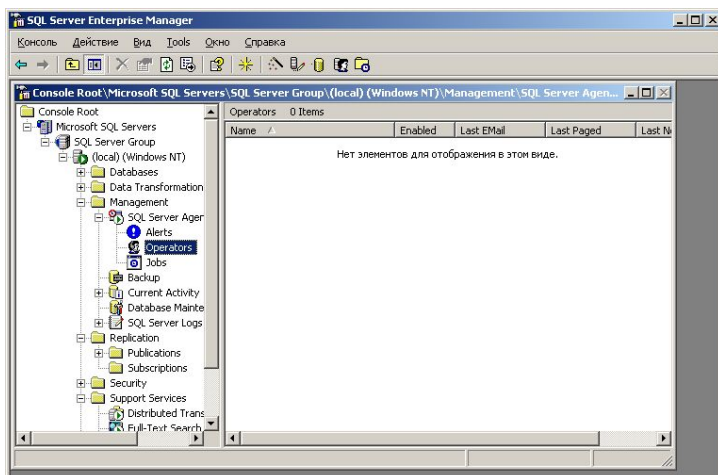 SQL Server Enterprise Manager
Консоль Действие Вид Tools Окно Справка
Console Root\Microsoft SQL Servers\SQL Server Group\(local) (Windows NT)\Management\SQL Server Agen...
Console Root
Microsoft SQL Servers
SQL Server Group
(local) (Windows NT)
Databases
Data Transformation
Management
SQL Server Ager
Alerts
Operators
Jobs
Backup
Current Activity
Database Mainte
SQL Server Logs
Replication
Publications
Subscriptions
Security
Support Services
Distributed Trans
Full-Text Search
Operators 0 Items
Name Enabled Last EMail Last Paged Last Ne
Нет элементов для отображения в этом виде.